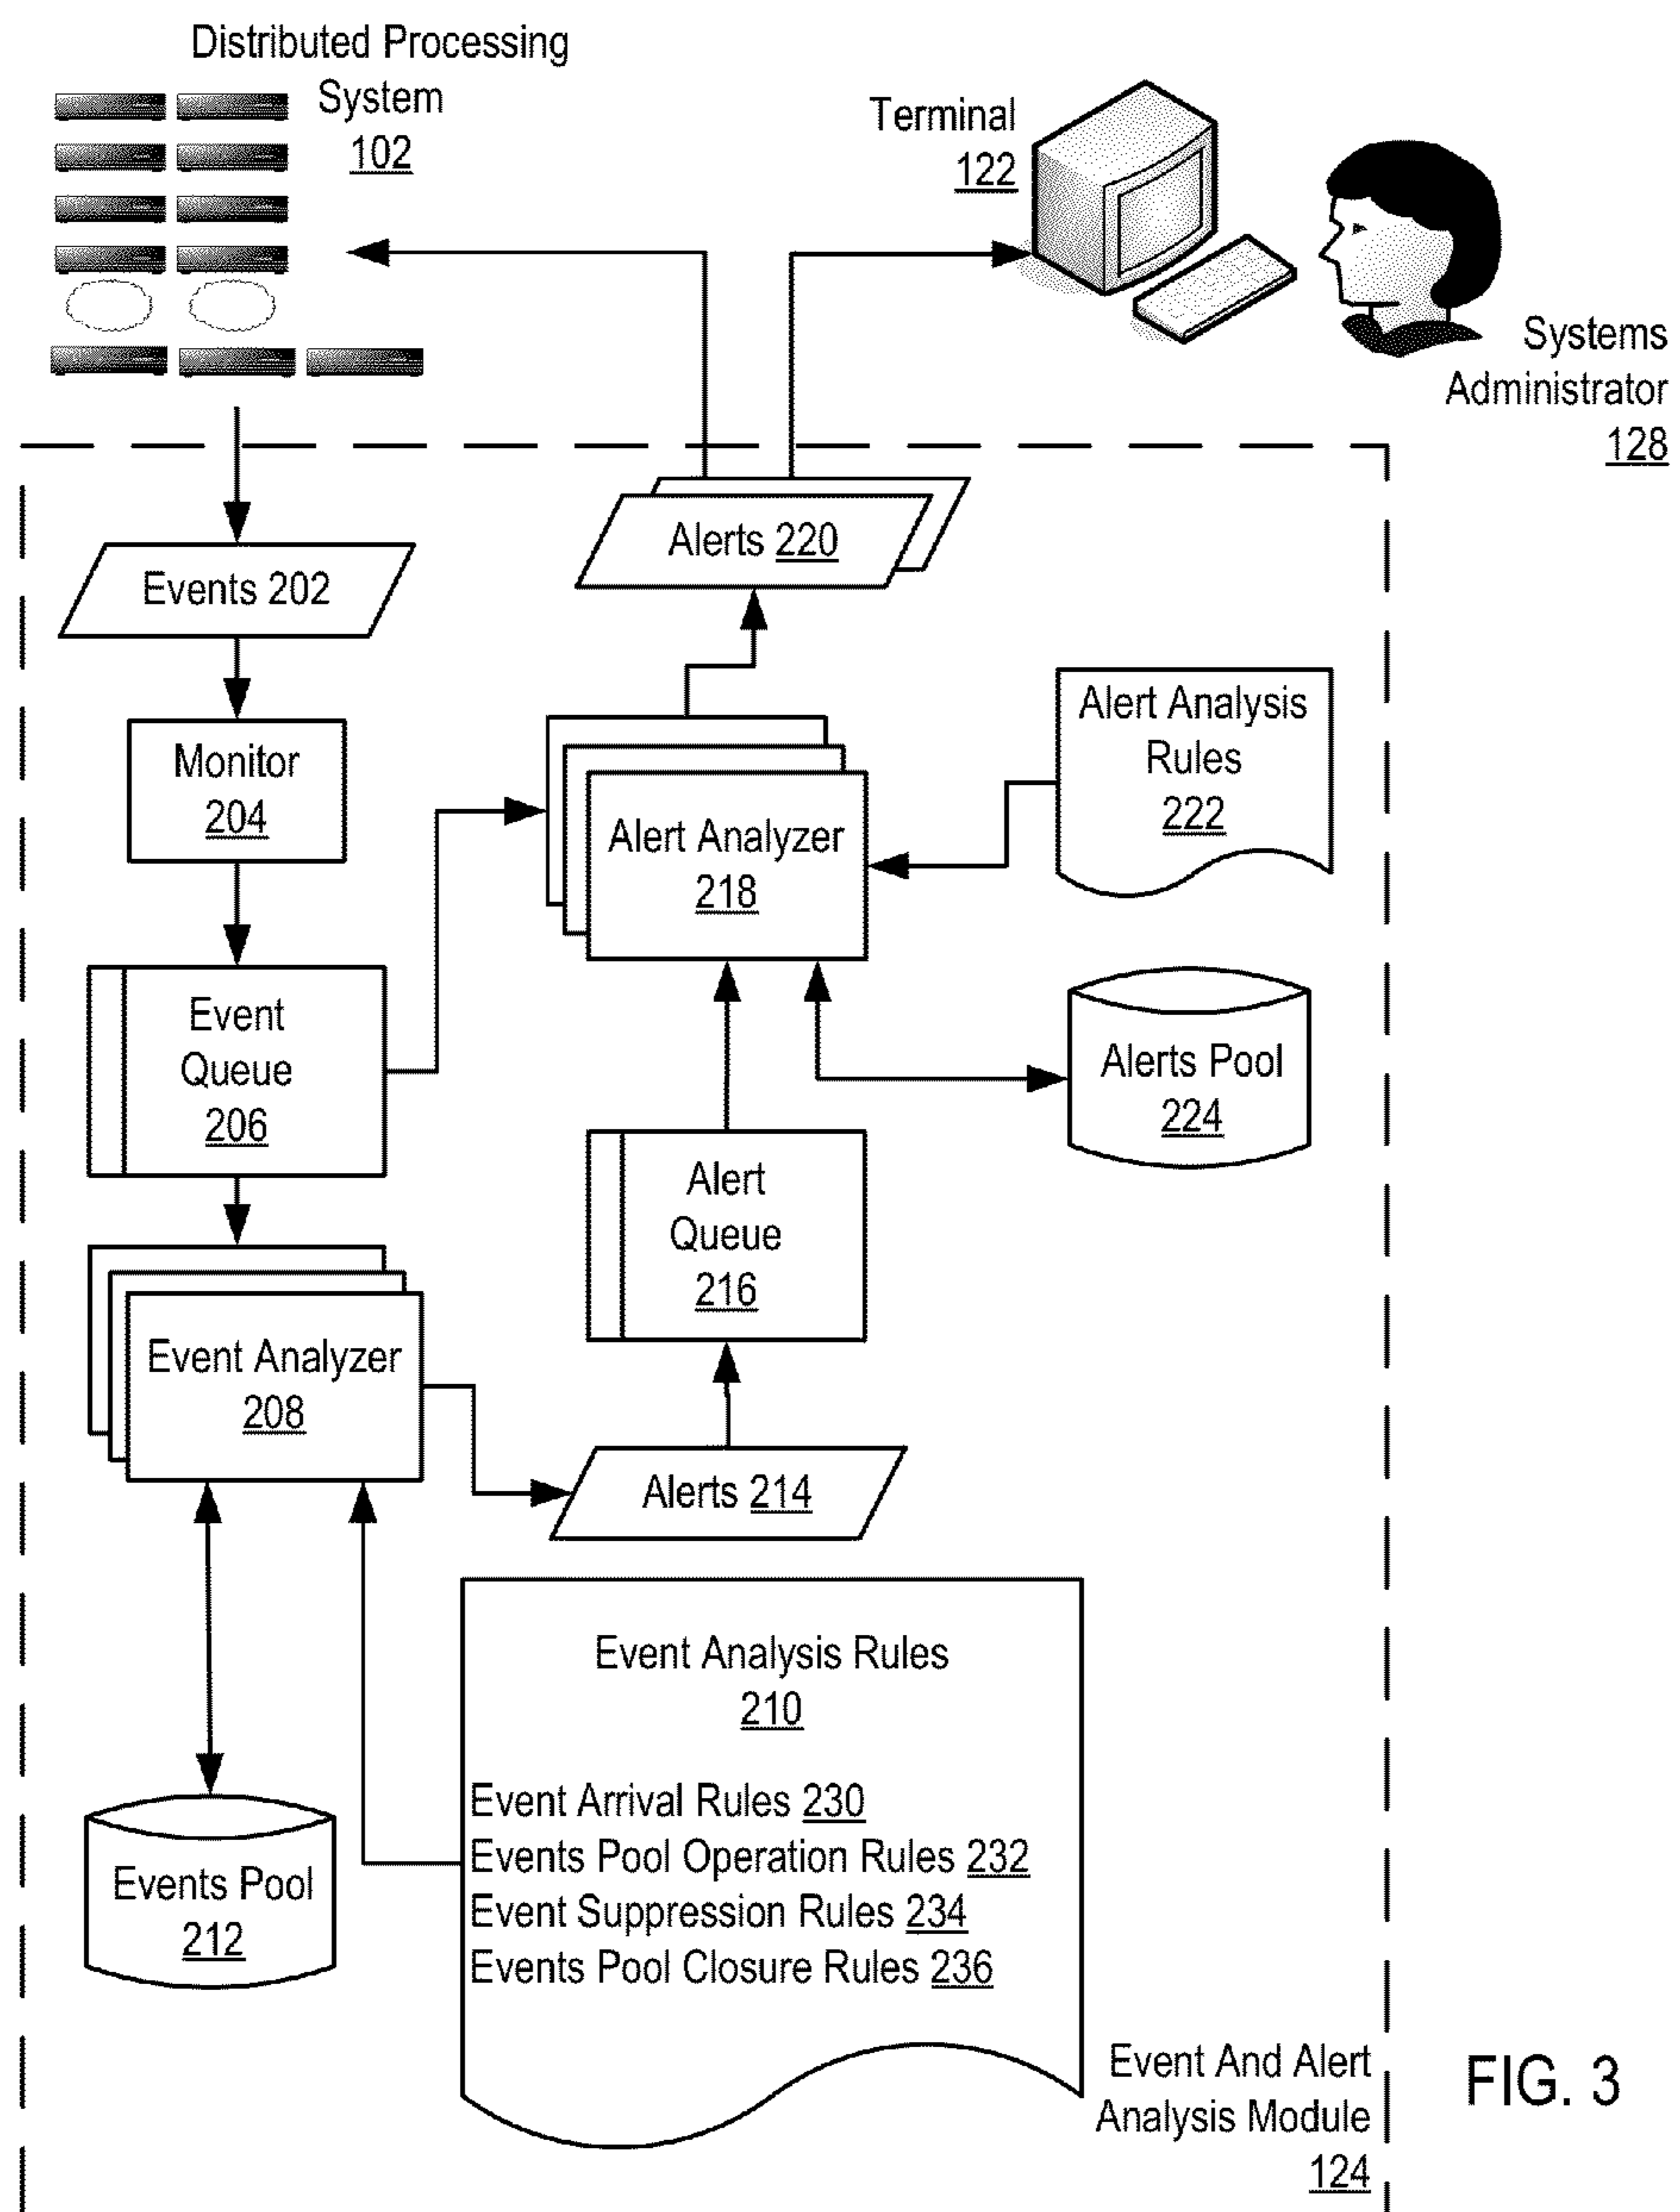 Distributed Processing
System
102
Terminal
122
Systems
Administrator
128
Alerts 220
Events 202
Alert Analysis
Rules
222
Monitor
204
Alert Analyzer
218
Event
Queue
206
Alerts Pool
224
Alert
Queue
216
Event Analyzer
208
Alerts 214
Event Analysis Rules
210
Event Arrival Rules 230
Events Pool Operation Rules 232
Event Suppression Rules 234
Events Pool Closure Rules 236
Events Pool
212
Event And Alert
Analysis Module
124
FIG. 3